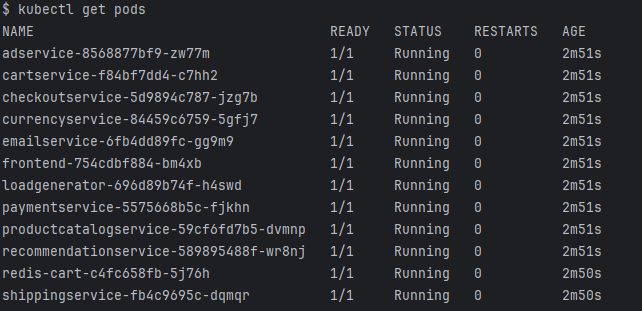 $ kubectl get pods
NAME READY STATUS RESTARTS AGE
adservice-8568877bf9-zw77m 1/1 Running 0 2m51s
cartservice-f84bf7dd4-c7hh2 1/1 Running 0 2m51s
checkoutservice-5d9894c787-jzg7b 1/1 Running 0 2m51s
currencyservice-84459c6759-5gfj7 1/1 Running 0 2m51s
emailservice-6fb4dd89fc-gg9m9 1/1 Running 0 2m51s
frontend-754cdbf884-bm4xb 1/1 Running 0 2m51s
loadgenerator-696d89b74f-h4swd 1/1 Running 0 2m51s
paymentservice-5575668b5c-fjkhn 1/1 Running 0 2m51s
productcatalogservice-59cf6fd7b5-dvmnp 1/1 Running 0 2m51s
recommendationservice-589895488f-wr8nj 1/1 Running 0 2m51s
redis-cart-c4fc658fb-5j76h 1/1 Running 0 2m50s
shippingservice-fb4c9695c-dqmqr 1/1 Running 0 2m50s